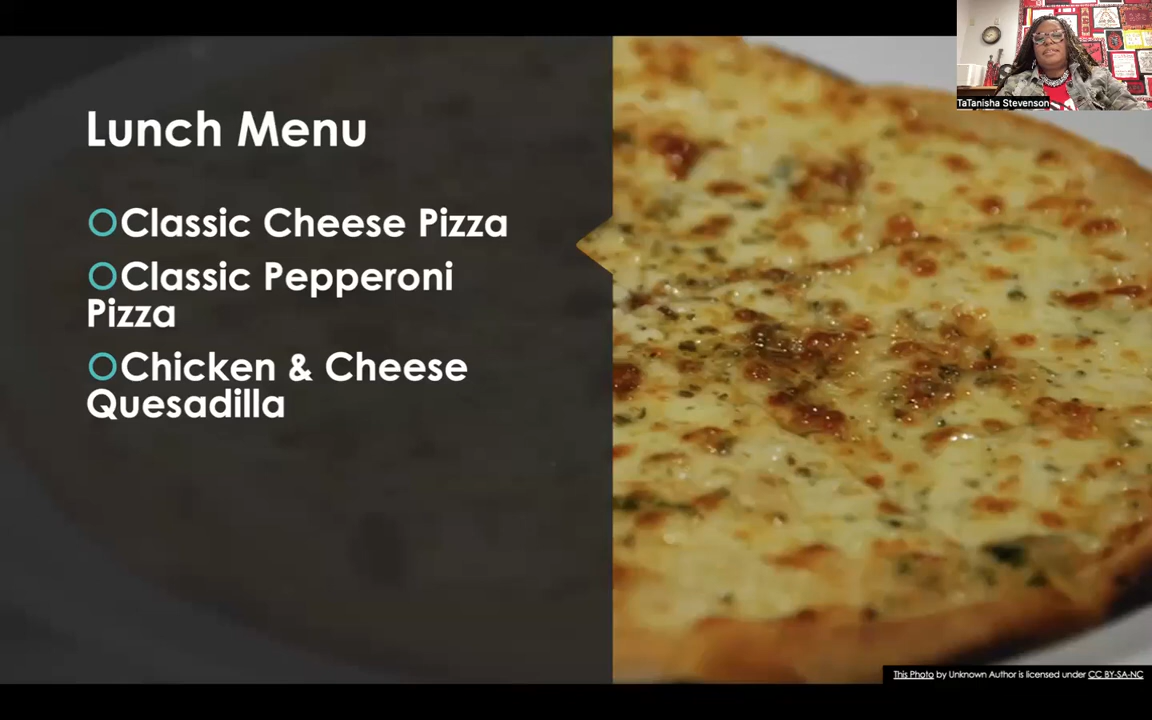 Lunch Menu
Classic Cheese Pizza
Classic Pepperoni
Pizza
Chicken & Cheese
Quesadilla
TaTanisha Stevenson
This Photo by Unknown Author is licensed under CC BY-SA-NC